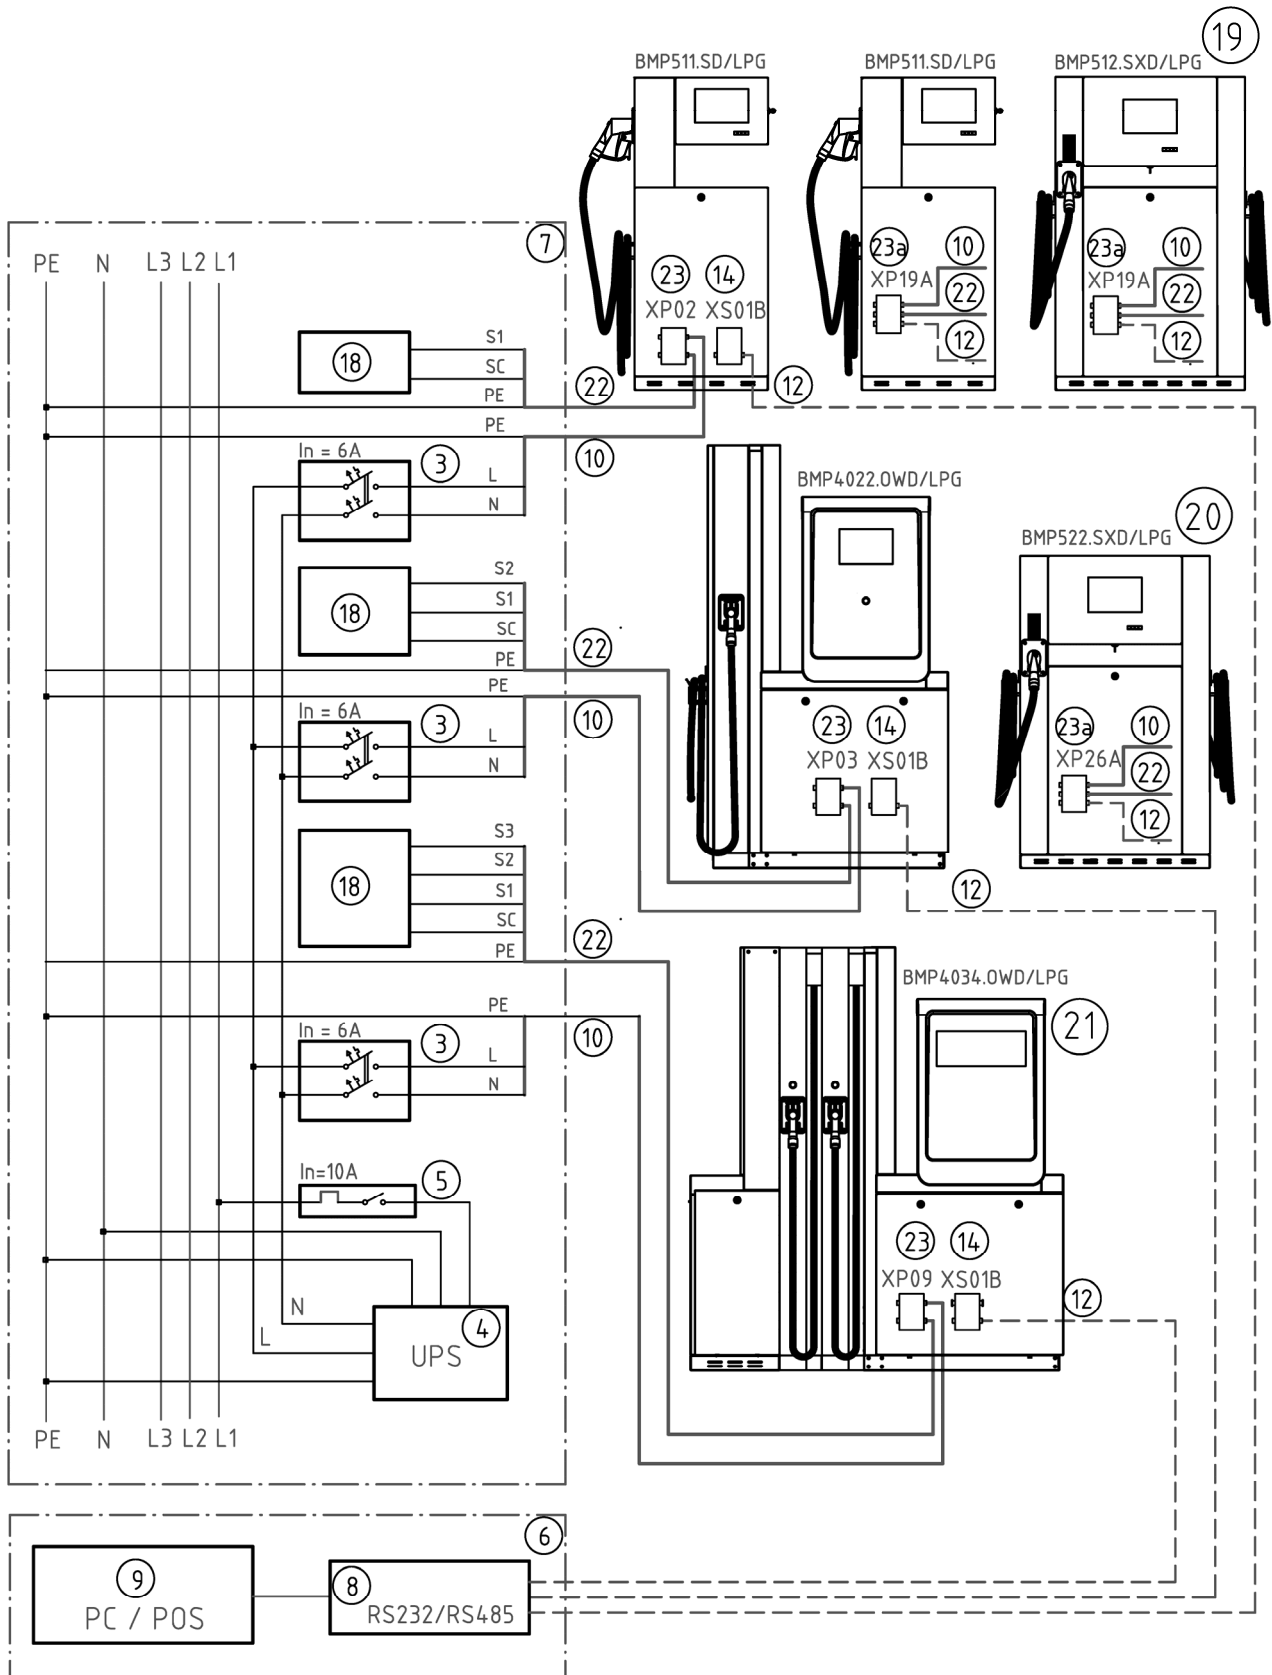 19
BMP511.SD/LPG
BMP511.SD/LPG
BMP512.SXD/LPG
7
PE N L3 L2 L1
23 14
XP02 XS01B
23a 10
XP19A
22
12
23a 10
XP19A
22
12
18
S1
SC
PE
22
12
PE
In = 6A
3
10
L
N
BMP4022.OWD/LPG
20
BMP522.SXD/LPG
18
S2
S1
SC
PE
22
PE
In = 6A
3
10
L
N
23 14
XP03 XS01B
23a 10
XP26A
22
12
18
S3
S2
S1
SC
PE
22
12
BMP4034.OWD/LPG
21
PE
In = 6A
3
10
L
N
In=10A
5
23 14
XP09 XS01B
12
N
L
4
UPS
PE N L3 L2 L1
6
9
PC / POS
8
RS232/RS485